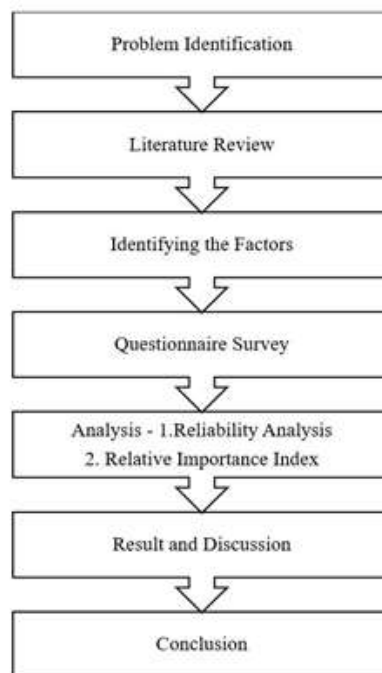 Problem Identification
Literature Review
Identifying the Factors
Questionnaire Survey
Analysis - 1.Reliability Analysis
2. Relative Importance Index
Result and Discussion
Conclusion